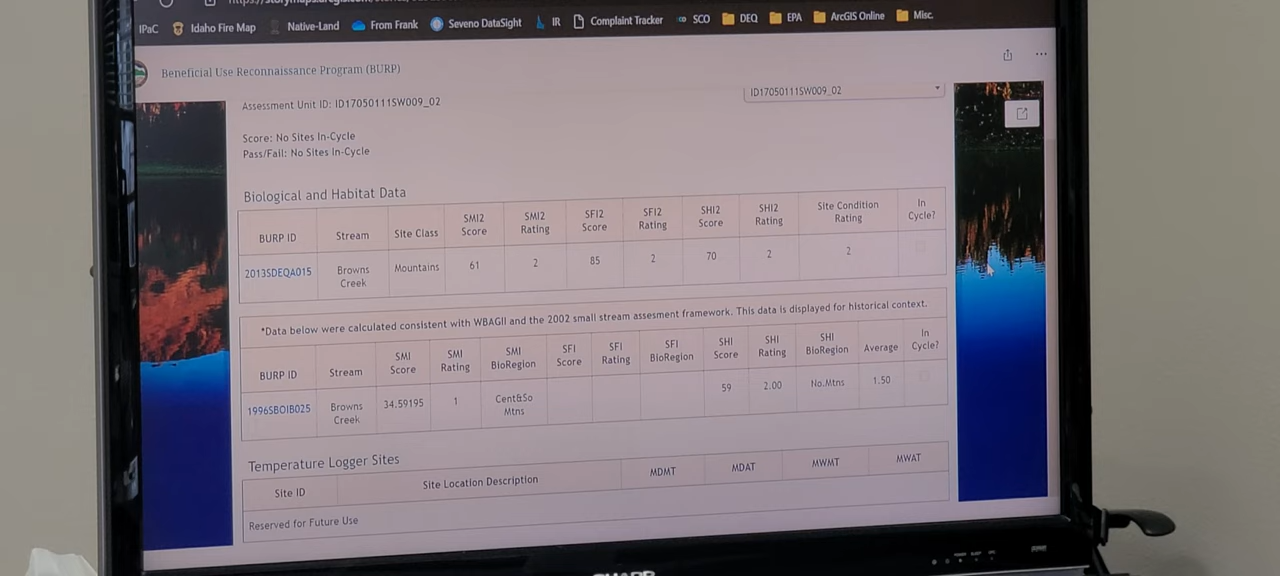 IPaC Idaho Fire Map Native-Land From Frank Seveno DataSight IR Complaint Tracker SCO DEQ EPA ArcGIS Online Misc.
Beneficial Use Reconnaissance Program (BURP)
Assessment Unit ID: ID17050111SW009_02
ID17050111SW009_02
Score: No Sites In-Cycle
Pass/Fail: No Sites In-Cycle
Biological and Habitat Data
BURP ID Stream Site Class SMI2 Score SMI2 Rating SFI2 Score SFI2 Rating SHI2 Score SHI2 Rating Site Condition Rating In Cycle?
2013SDEQA015 Browns Creek Mountains 61 2 85 2 70 2 2
*Data below were calculated consistent with WBAGII and the 2002 small stream assesment framework. This data is displayed for historical context.
BURP ID Stream SMI Score SMI Rating SMI BioRegion SFI Score SFI Rating SFI BioRegion SHI Score SHI Rating SHI BioRegion Average In Cycle?
1996SBOIB025 Browns Creek 34.59195 1 Cent&So Mtns 59 2.00 No.Mtns 1.50
Temperature Logger Sites
Site ID Site Location Description MDMT MDAT MWMT MWAT
Reserved for Future Use